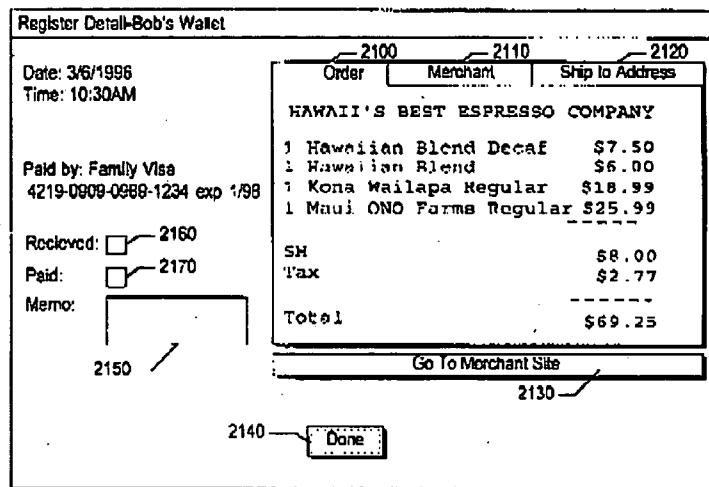 Register Detail-Bob's Wallet
2100 2110 2120
Date: 3/6/1996
Time: 10:30AM
Order Merchant Ship to Address
HAWAII'S BEST ESPRESSO COMPANY
1 Hawaiian Blend Decaf $7.50
1 Hawaiian Blend $6.00
1 Kona Wailapa Regular $18.99
1 Maui ONO Farms Regular $25.99
-----
Paid by: Family Visa
4219-0909-0989-1234 exp 1/98
Recieved: 2160
Paid: 2170
Memo:
2150
SH $8.00
Tax $2.77
------
Total $69.25
Go To Merchant Site
2130
2140 Done